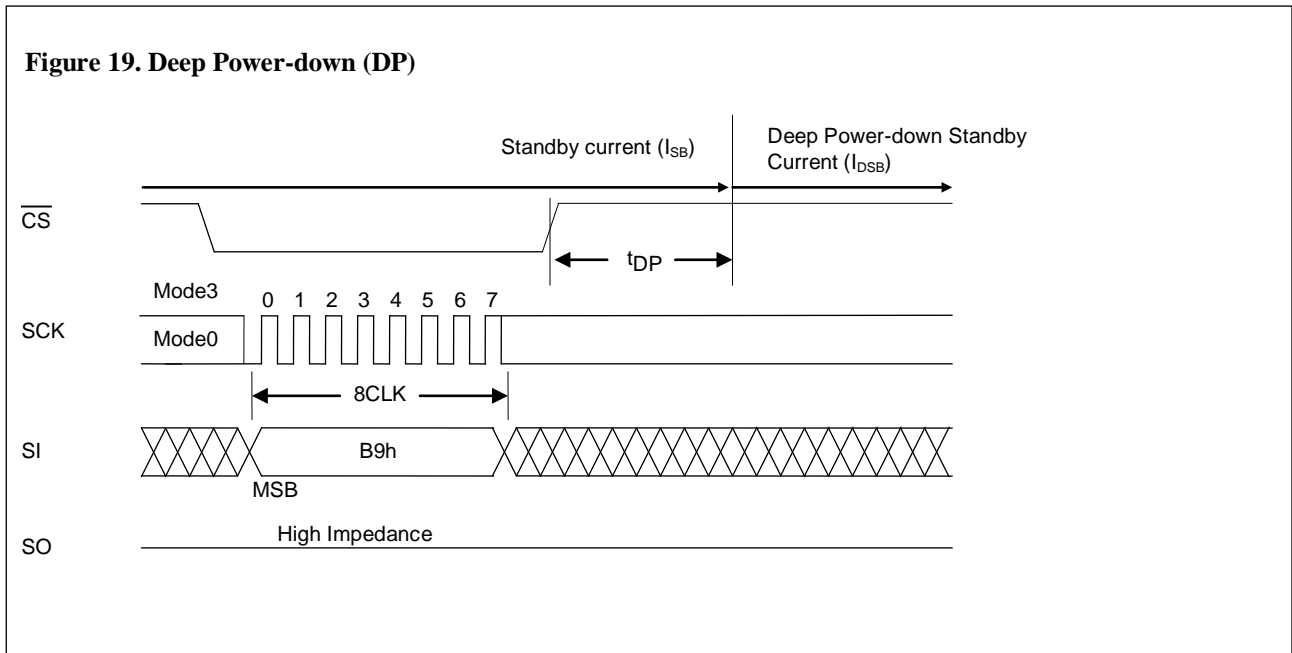 Figure 19. Deep Power-down (DP)
Standby current (ISB)
Deep Power-down Standby
Current (IDSB)
CS
tDP
Mode3
0 1 2 3 4 5 6 7
SCK
Mode0
8CLK
SI
B9h
MSB
High Impedance
SO